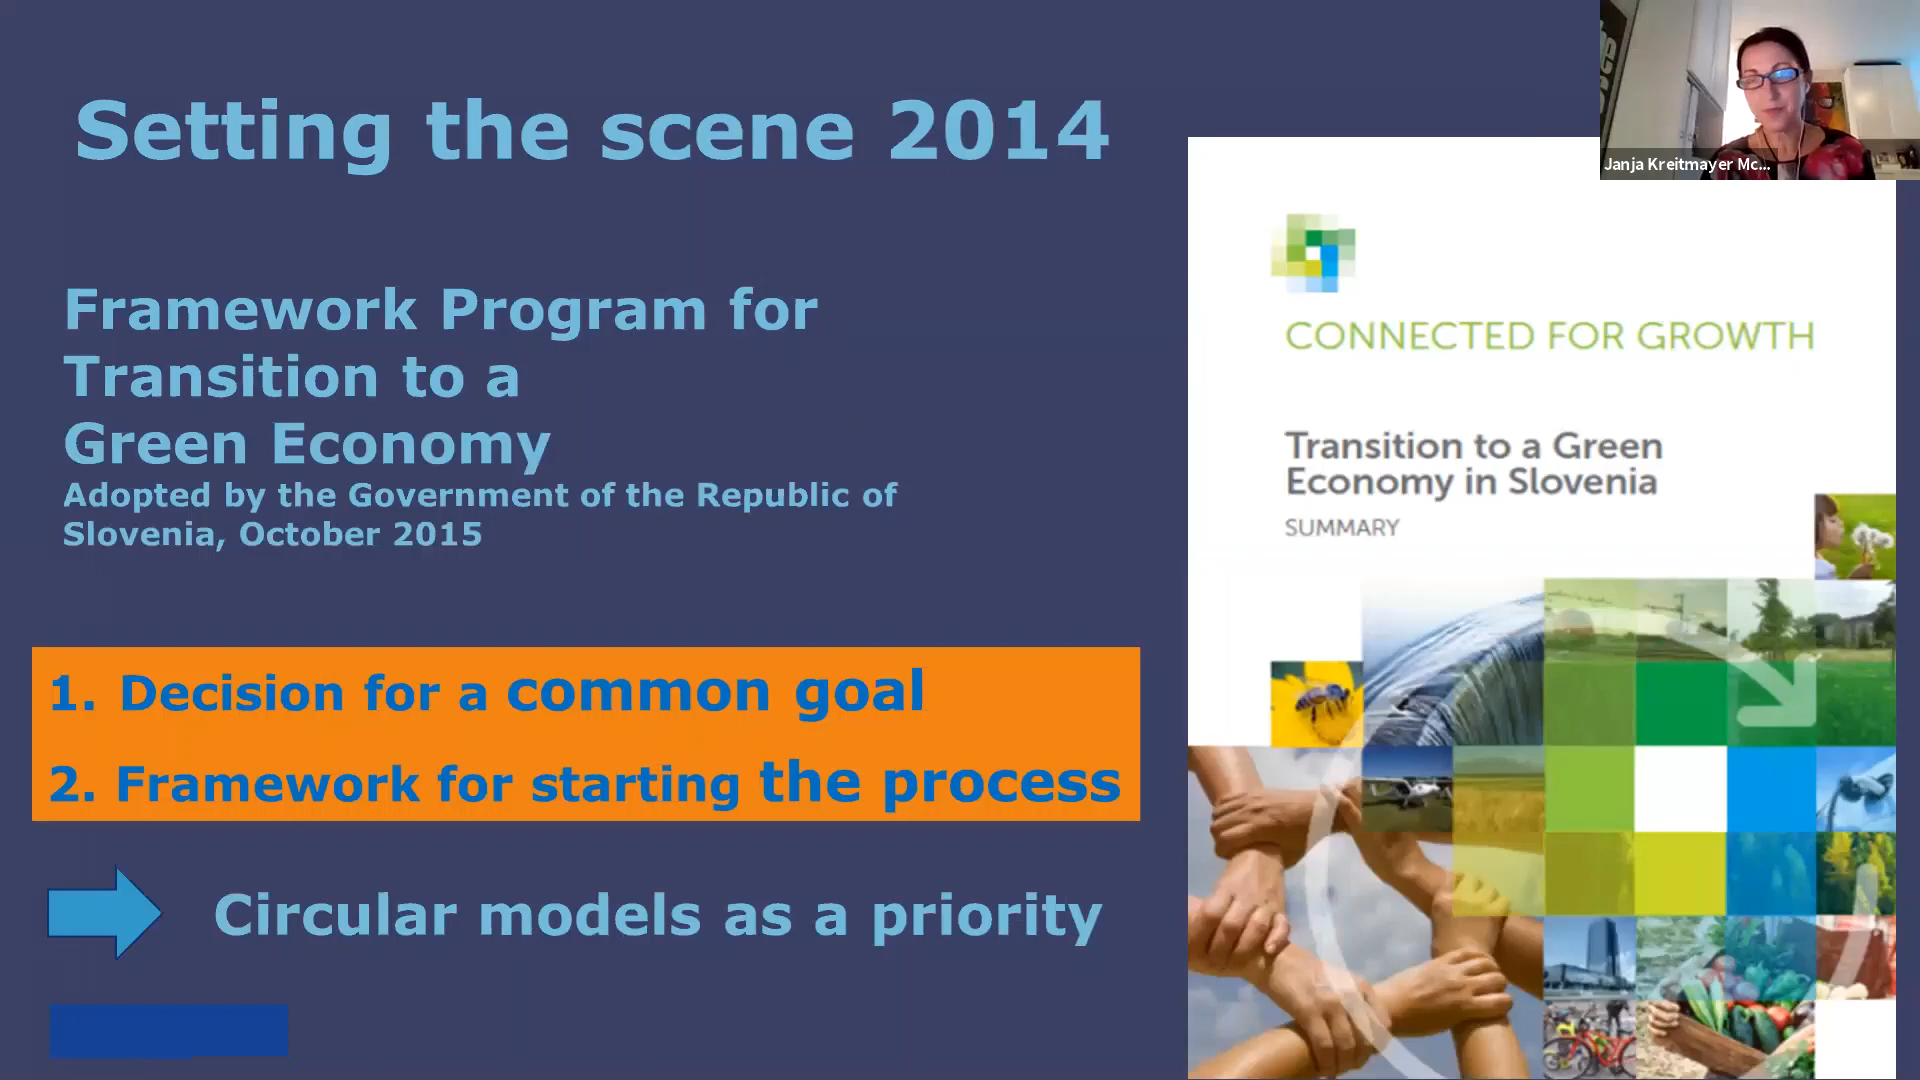 Setting the scene 2014
Framework Program for
Transition to a
Green Economy
Adopted by the Government of the Republic of
Slovenia, October 2015
1. Decision for a common goal
2. Framework for starting the process
Circular models as a priority
CONNECTED FOR GROWTH
Transition to a Green
Economy in Slovenia
SUMMARY
Janja Kreitmayer Mc...